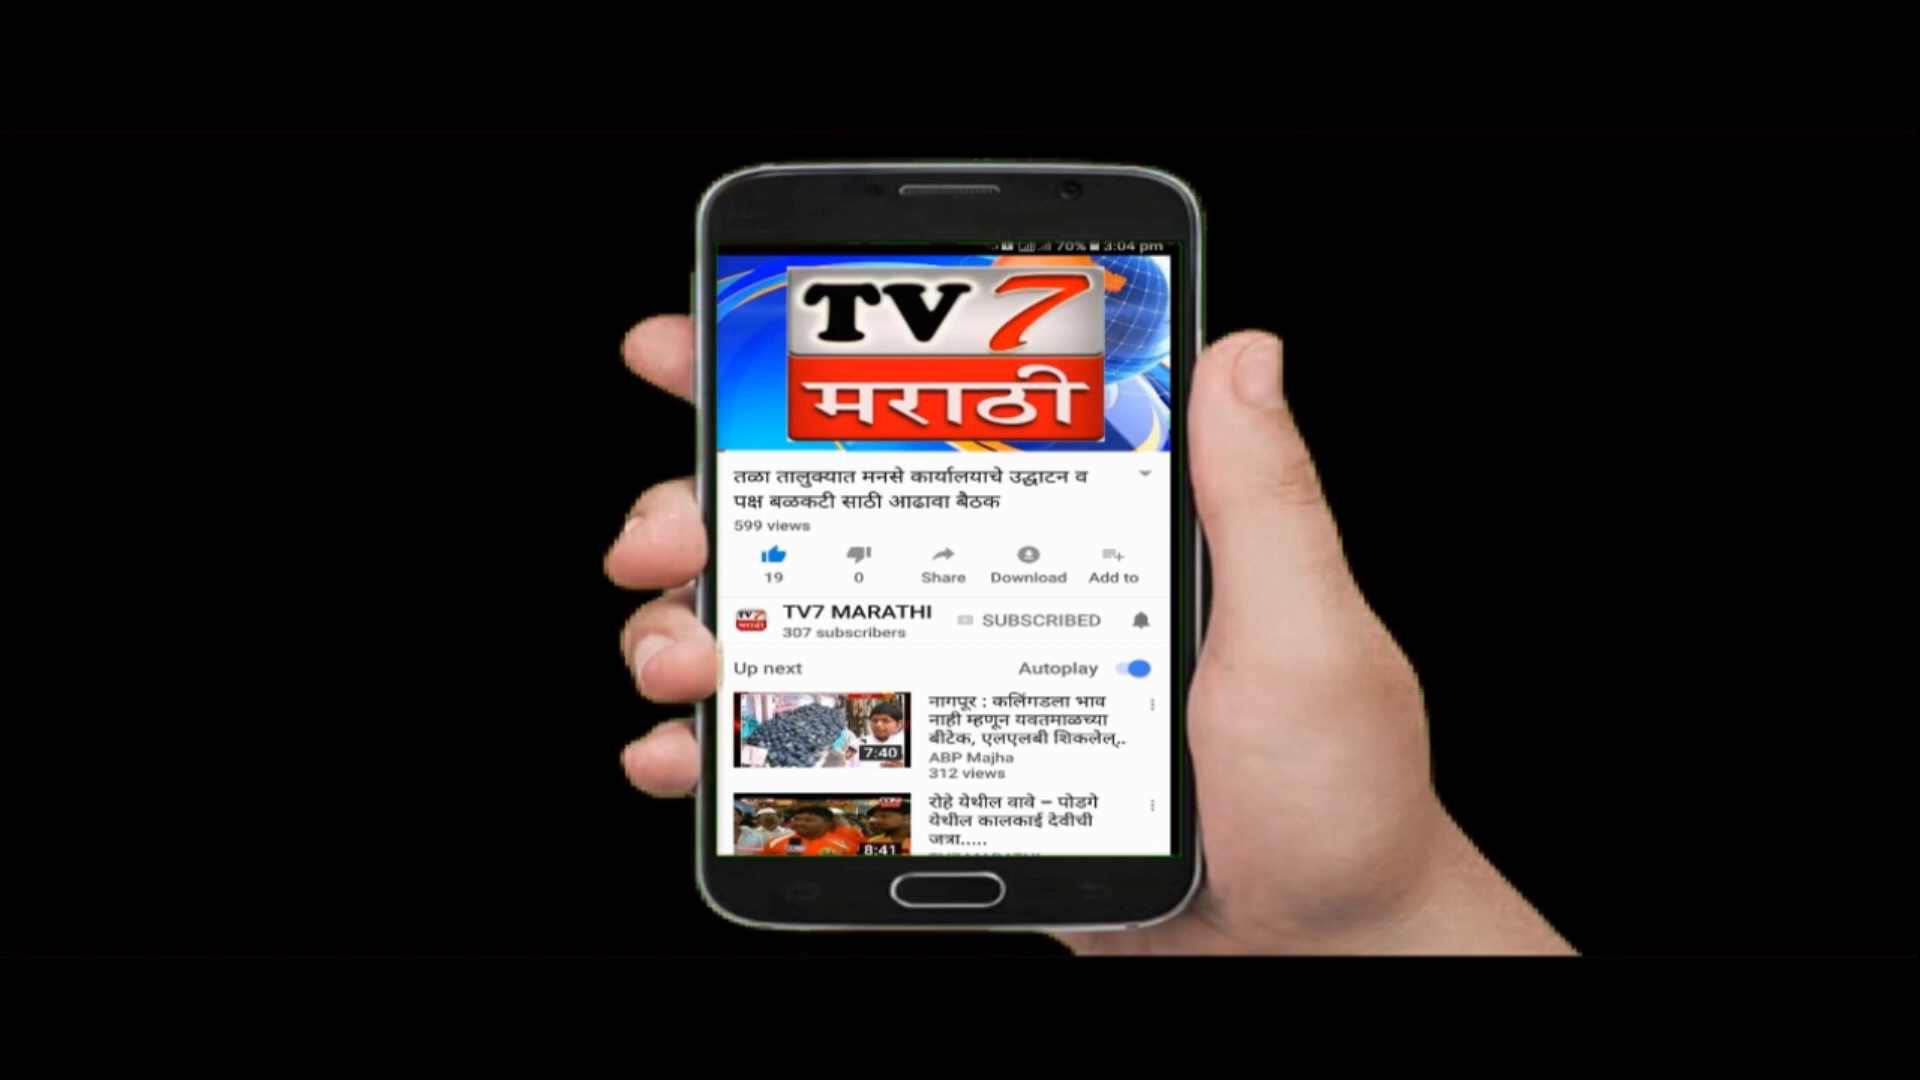 70% 3:04 pm
TV 7
मराठी
तळा तालुक्यात मनसे कार्यालयाचे उद्घाटन व
पक्ष बळकटी साठी आढावा बैठक
599 views
19 0 Share Download Add to
TV7 MARATHI
307 subscribers
SUBSCRIBED
Up next Autoplay
नागपूर : कलिंगडला भाव
नाही म्हणून यवतमाळच्या
बीटेक, एलएलबी शिकलेल्..
ABP Majha
312 views
7:40
रोहे येथील वावे – पोडगे
येथील कालकाई देवीची
जत्रा.....
8:41